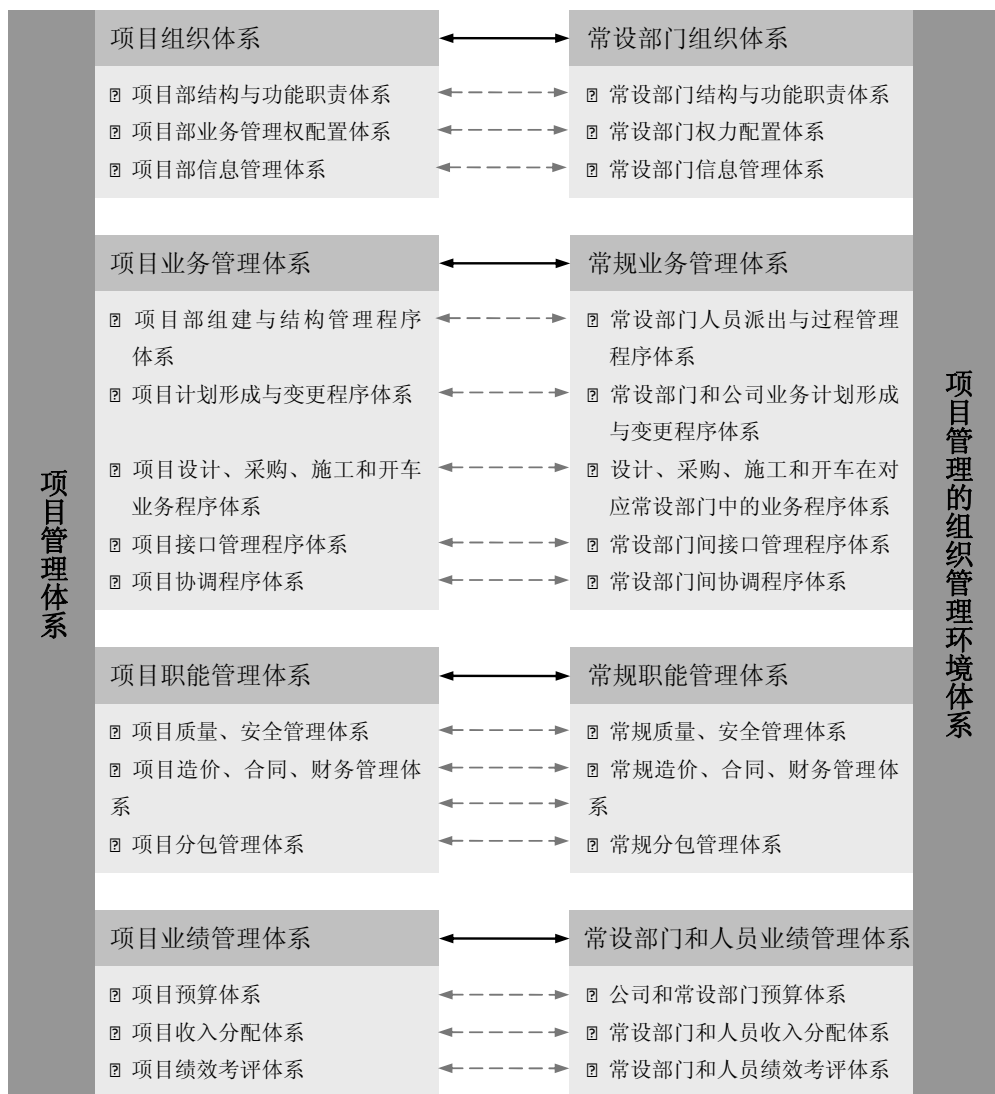 项目管理体系
项目组织体系
常设部门组织体系
项目部结构与功能职责体系
常设部门结构与功能职责体系
项目部业务管理权配置体系
常设部门权力配置体系
项目部信息管理体系
常设部门信息管理体系
项目业务管理体系
常规业务管理体系
项目部组建与结构管理程序
体系
常设部门人员派出与过程管理
程序体系
项目计划形成与变更程序体系
常设部门和公司业务计划形成
与变更程序体系
项目设计、采购、施工和开车
业务程序体系
设计、采购、施工和开车在对
应常设部门中的业务程序体系
项目接口管理程序体系
常设部门间接口管理程序体系
项目协调程序体系
常设部门间协调程序体系
项目职能管理体系
常规职能管理体系
项目质量、安全管理体系
常规质量、安全管理体系
项目造价、合同、财务管理体
系
常规造价、合同、财务管理体
系
项目分包管理体系
常规分包管理体系
项目业绩管理体系
常设部门和人员业绩管理体系
项目预算体系
公司和常设部门预算体系
项目收入分配体系
常设部门和人员收入分配体系
项目绩效考评体系
常设部门和人员绩效考评体系
项目管理的组织管理环境体系